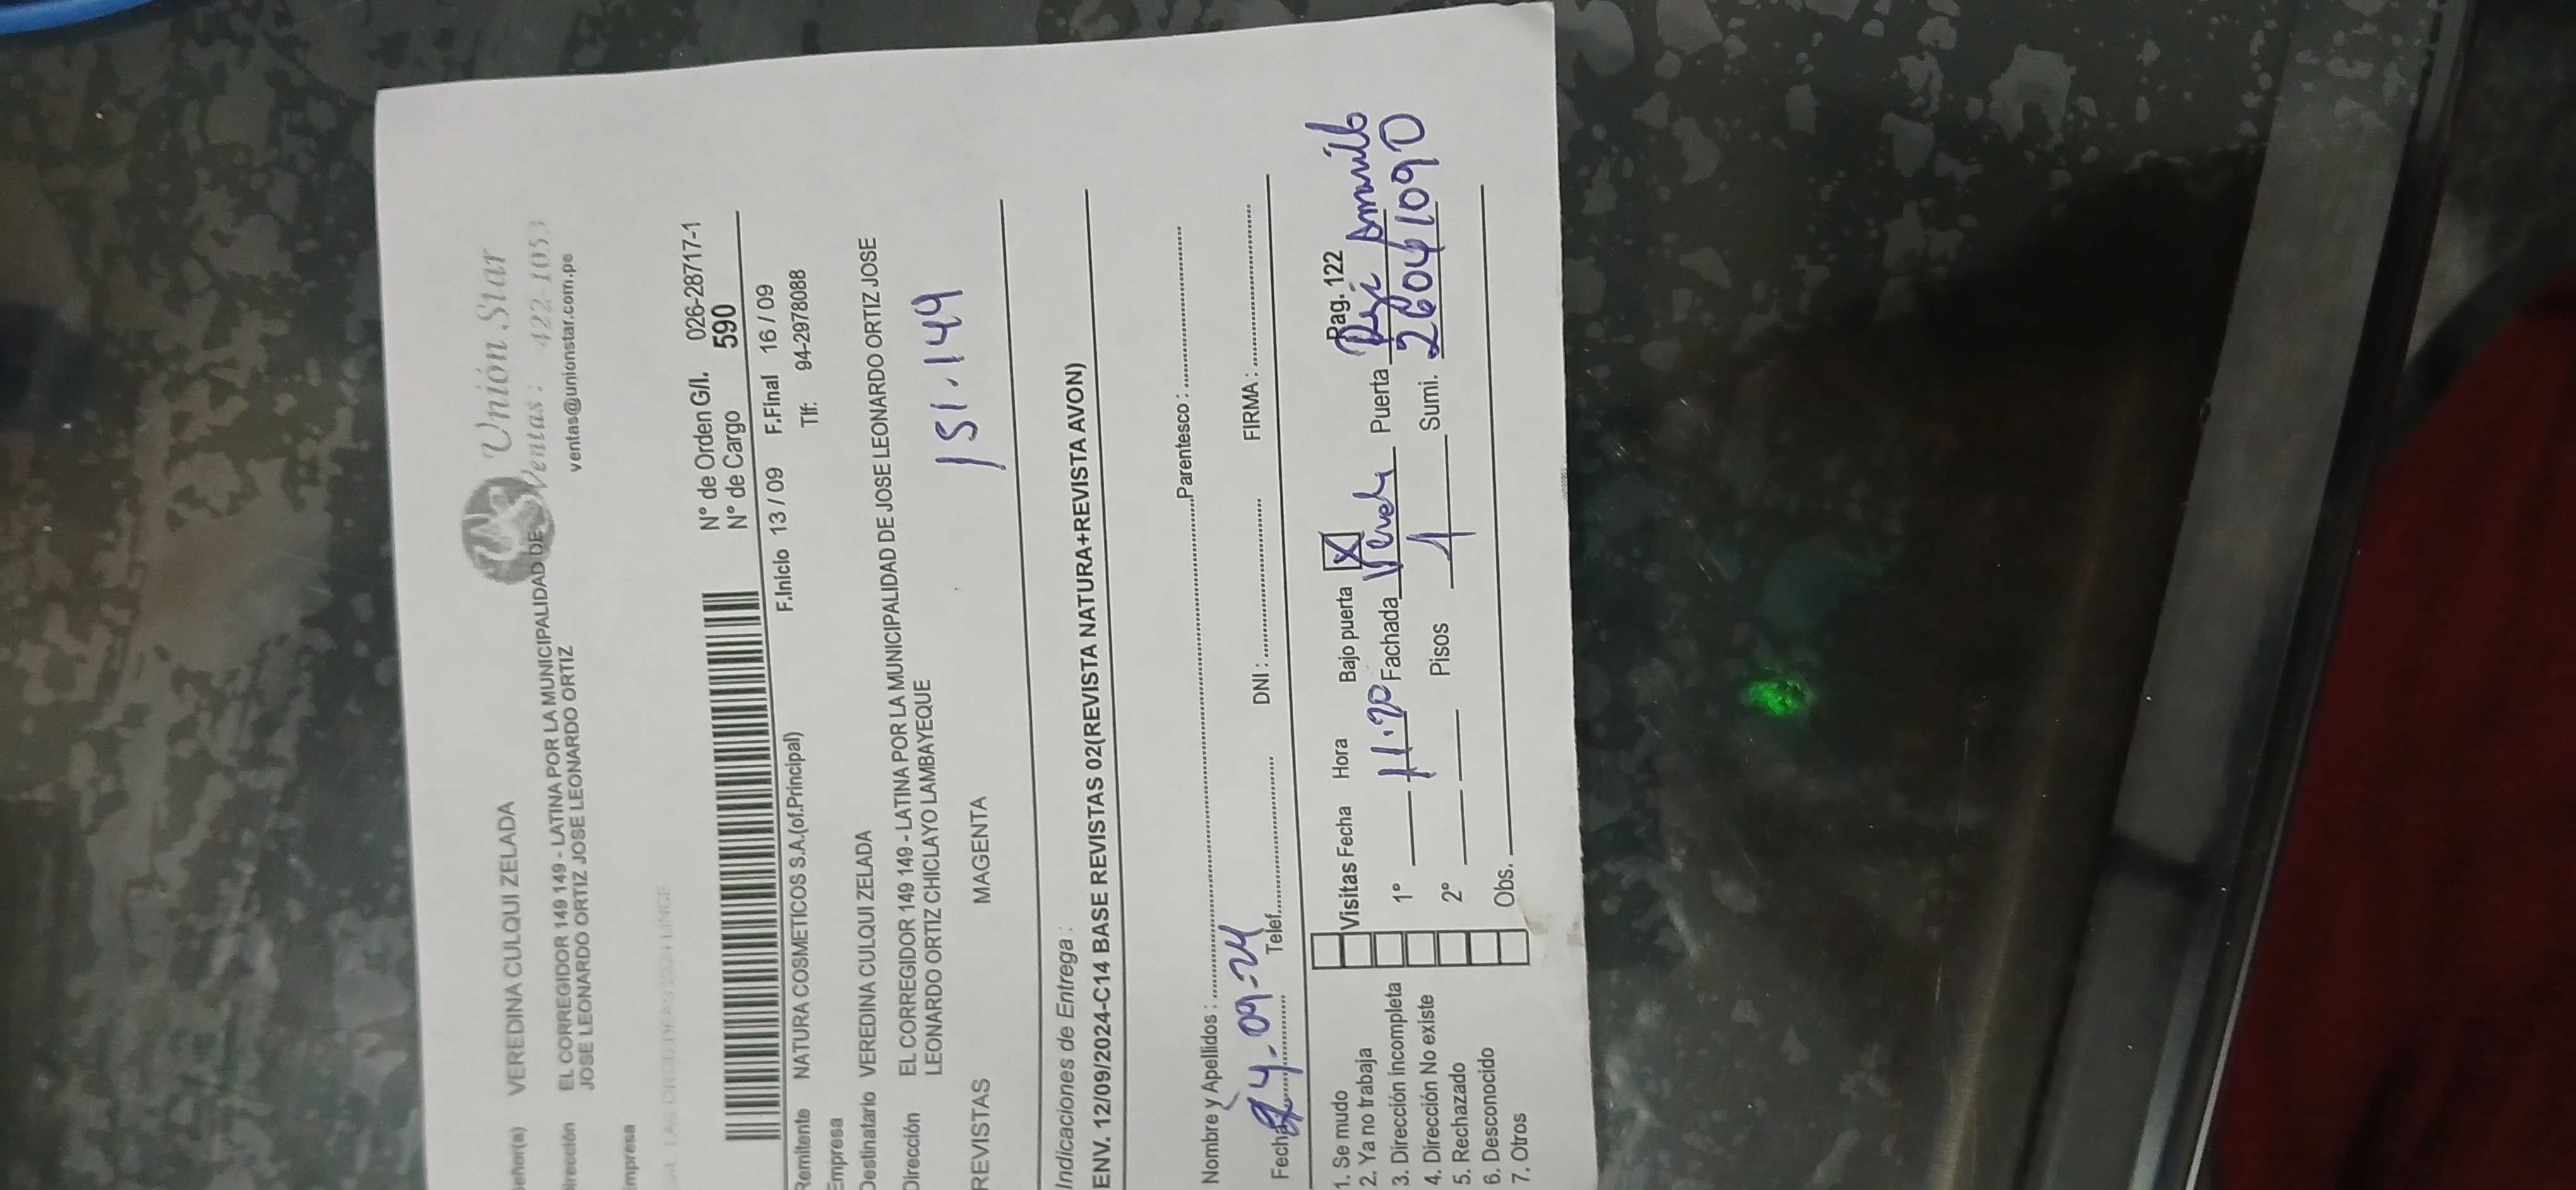 Unión Star
Ventas: 422-1053
ventas@unionstar.com.pe
señor(a) VEREDINA CULQUI ZELADA
Dirección EL CORREGIDOR 149 149 - LATINA POR LA MUNICIPALIDAD DE
JOSE LEONARDO ORTIZ JOSE LEONARDO ORTIZ
Empresa
N° de Orden G/I. 026-28717-1
N° de Cargo 590
F.Inicio 13 / 09 F.Final 16 / 09
Remitente NATURA COSMETICOS S.A.(of.Principal) Tlf: 94-2978088
Empresa
Destinatario VEREDINA CULQUI ZELADA
Dirección EL CORREGIDOR 149 149 - LATINA POR LA MUNICIPALIDAD DE JOSE LEONARDO ORTIZ JOSE
LEONARDO ORTIZ CHICLAYO LAMBAYEQUE
151.149
REVISTAS MAGENTA
Indicaciones de Entrega :
ENV. 12/09/2024-C14 BASE REVISTAS 02(REVISTA NATURA+REVISTA AVON)
Nombre y Apellidos : Parentesco :
Fecha 24-09-24 Telef. DNI : FIRMA :
Pag. 122
1. Se mudo
2. Ya no trabaja
3. Dirección incompleta
4. Dirección No existe
5. Rechazado
6. Desconocido
7. Otros
Visitas Fecha Hora Bajo puerta X
1° 11:20 Fachada Verde Puerta Reja Amarillo
2° Pisos 1 Sumi. 26041090
Obs.